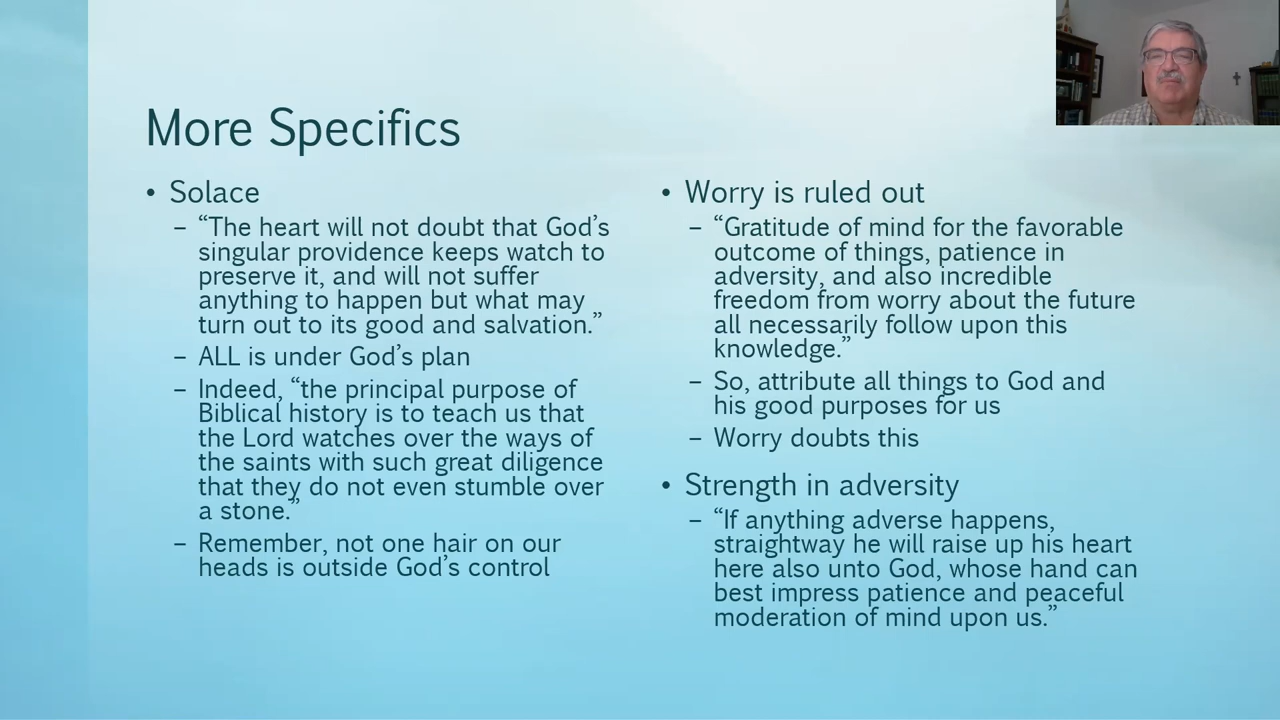 More Specifics
• Solace
– “The heart will not doubt that God’s
singular providence keeps watch to
preserve it, and will not suffer
anything to happen but what may
turn out to its good and salvation.”
– ALL is under God’s plan
– Indeed, “the principal purpose of
Biblical history is to teach us that
the Lord watches over the ways of
the saints with such great diligence
that they do not even stumble over
a stone.”
– Remember, not one hair on our
heads is outside God’s control
• Worry is ruled out
– “Gratitude of mind for the favorable
outcome of things, patience in
adversity, and also incredible
freedom from worry about the future
all necessarily follow upon this
knowledge.”
– So, attribute all things to God and
his good purposes for us
– Worry doubts this
• Strength in adversity
– “If anything adverse happens,
straightway he will raise up his heart
here also unto God, whose hand can
best impress patience and peaceful
moderation of mind upon us.”